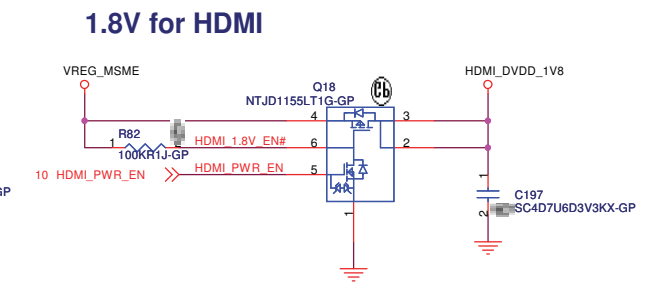 1.8V for HDMI
VREG_MSME
HDMI_DVDD_1V8
Q18
NTJD1155LT1G-GP
4
3
R82
1
HDMI_1.8V_EN#
6
2
100KR1J-GP
HDMI_PWR_EN
10 HDMI_PWR_EN
5
1
GP
1
C197
2
SC4D7U6D3V3KX-GP
1